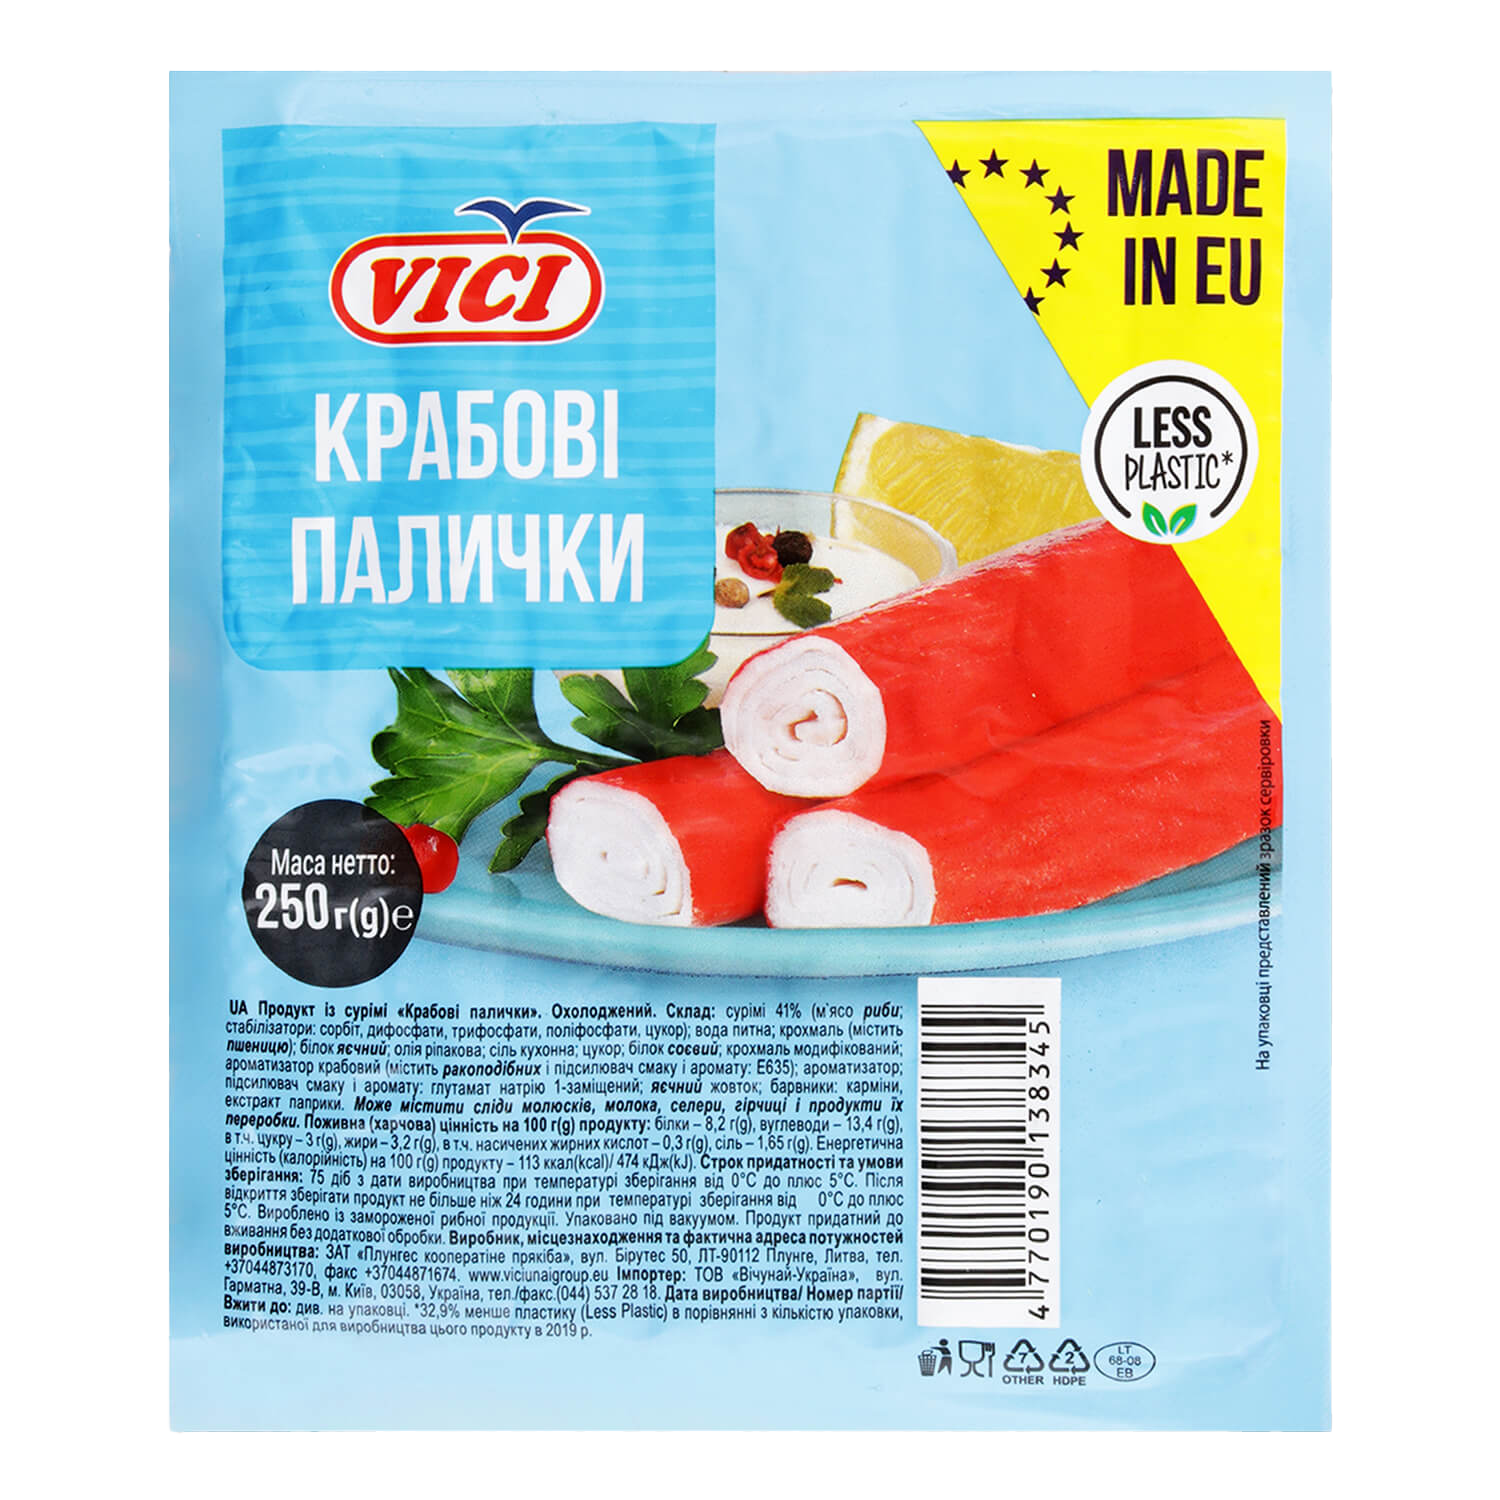 VICI
КРАБОВІ
ПАЛИЧКИ
MADE
IN EU
LESS
PLASTIC*
Маса нетто:
250 г(g)е
На упаковці представлений зразок сервіровки
UA Продукт із сурімі «Крабові палички». Охолоджений. Склад: сурімі 41% (м`ясо риби;
стабілізатори: сорбіт, дифосфати, трифосфати, поліфосфати, цукор); вода питна; крохмаль (містить
пшеницю); білок яєчний; олія ріпакова; сіль кухонна; цукор; білок соєвий; крохмаль модифікований;
ароматизатор крабовий (містить ракоподібних і підсилювач смаку і аромату: Е635); ароматизатор;
підсилювач смаку і аромату: глутамат натрію 1-заміщений; яєчний жовток; барвники: карміни,
екстракт паприки. Може містити сліди молюсків, молока, селери, гірчиці і продукти їх
переробки. Поживна (харчова) цінність на 100 г(g) продукту: білки – 8,2 г(g), вуглеводи – 13,4 г(g),
в т.ч. цукру – 3 г(g), жири – 3,2 г(g), в т.ч. насичених жирних кислот – 0,3 г(g), сіль – 1,65 г(g). Енергетична
цінність (калорійність) на 100 г(g) продукту – 113 ккал(kcal)/ 474 кДж(kJ). Строк придатності та умови
зберігання: 75 діб з дати виробництва при температурі зберігання від 0°С до плюс 5°С. Після
відкриття зберігати продукт не більше ніж 24 години при температурі зберігання від 0°С до плюс
5°С. Вироблено із замороженої рибної продукції. Упаковано під вакуумом. Продукт придатний до
вживання без додаткової обробки. Виробник, місцезнаходження та фактична адреса потужностей
виробництва: ЗАТ «Плунгес кооператіне прякіба», вул. Бірутес 50, ЛТ-90112 Плунге, Литва, тел.
+37044873170, факс +37044871674. www.viciunaigroup.eu Імпортер: ТОВ «Вічунай-Україна», вул.
Гарматна, 39-В, м. Київ, 03058, Україна, тел./факс.(044) 537 28 18. Дата виробництва/ Номер партії/
Вжити до: див. на упаковці. *32,9% менше пластику (Less Plastic) в порівнянні з кількістю упаковки,
використаної для виробництва цього продукту в 2019 р.
4 770190 138345
7
OTHER
2
HDPE
LT
68-08
EB